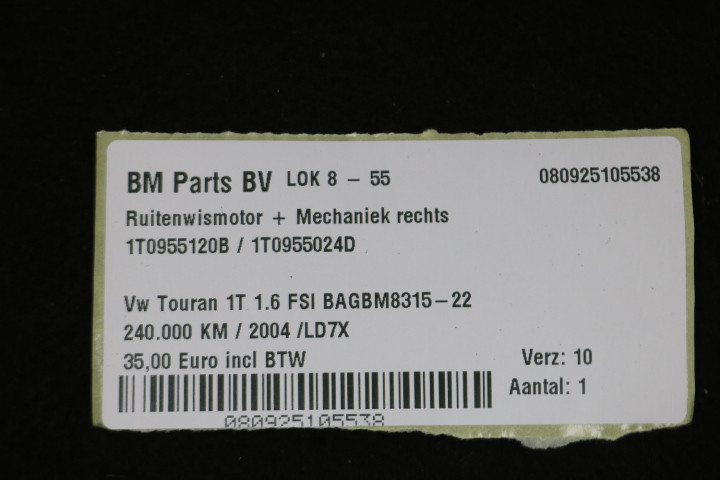 BM Parts BV LOK 8 - 55 080925105538
Ruitenwismotor + Mechaniek rechts
1T0955120B / 1T0955024D
Vw Touran 1T 1.6 FSI BAGBM8315-22
240.000 KM / 2004 /LD7X
35,00 Euro incl BTW Verz: 10
Aantal: 1
080925105538